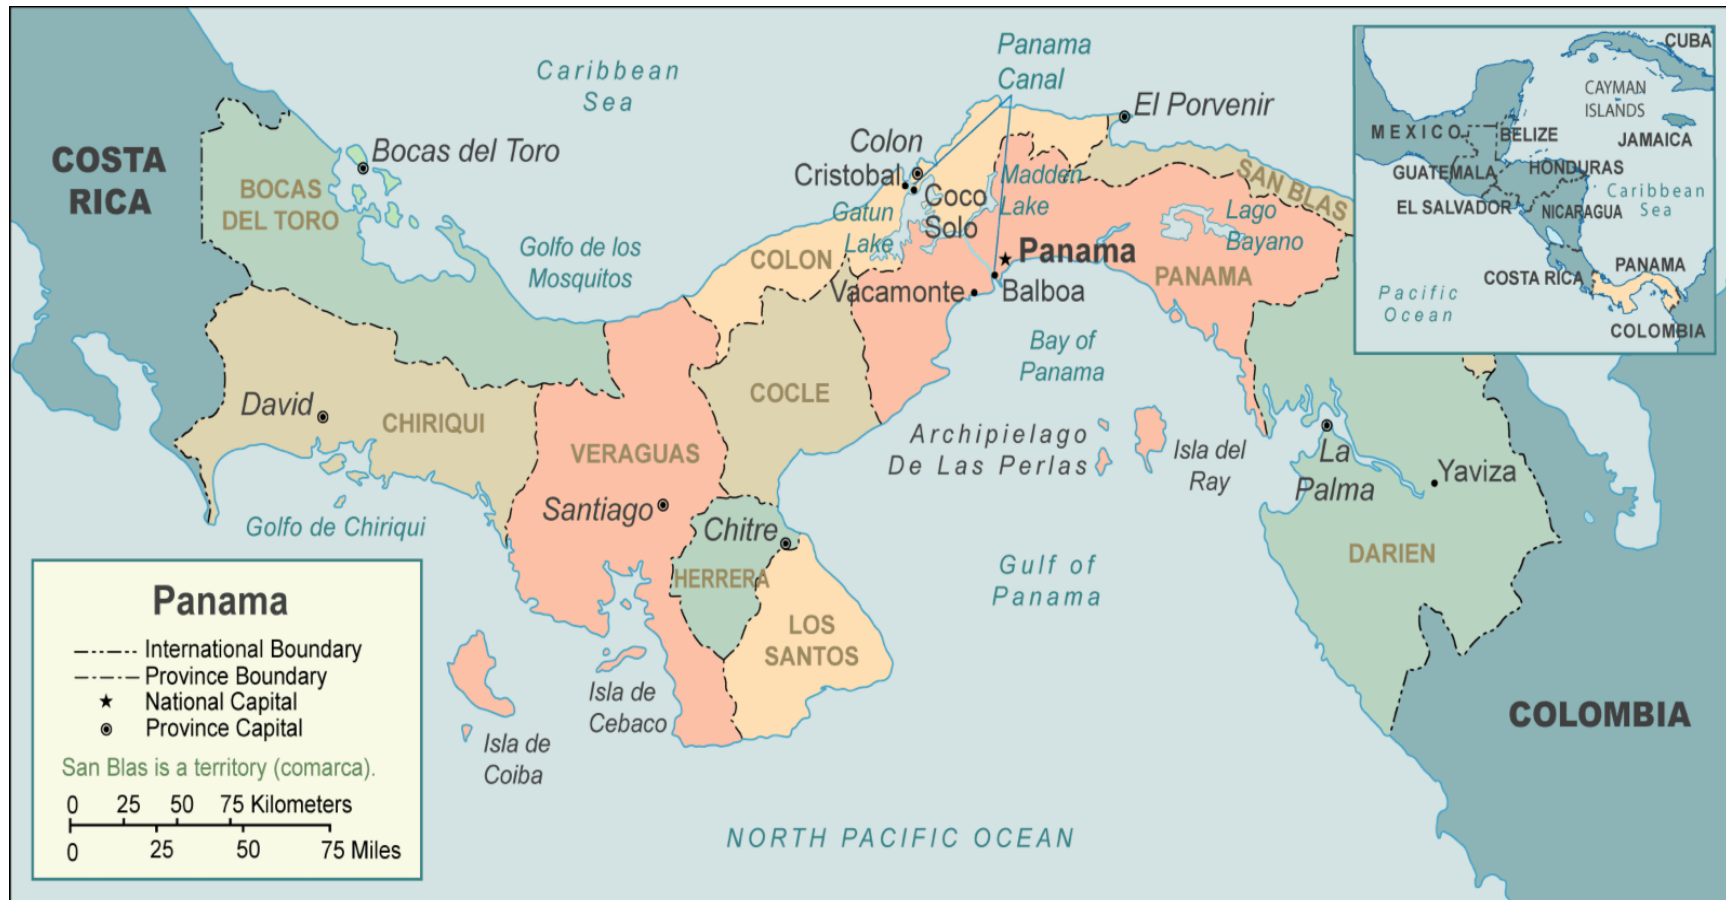 Caribbean
Sea
Panama
Canal
El Porvenir
Colon
Cristobal
Coco
Solo
Madden
Lake
Gatun
Lake
SAN BLAS
Lago
Bayano
COSTA
RICA
Bocas del Toro
BOCAS
DEL TORO
Golfo de los
Mosquitos
COLON
Panama
PANAMA
Vacamonte
Balboa
Bay of
Panama
David
CHIRIQUI
COCLE
VERAGUAS
Archipielago
De Las Perlas
Isla del
Ray
La
Palma
Yaviza
Santiago
Chitre
Golfo de Chiriqui
HERRERA
DARIEN
Gulf of
Panama
LOS
SANTOS
Isla de
Cebaco
Isla de
Coiba
COLOMBIA
NORTH PACIFIC OCEAN
Panama
International Boundary
Province Boundary
National Capital
Province Capital
San Blas is a territory (comarca).
0 25 50 75 Kilometers
0 25 50 75 Miles
CUBA
CAYMAN
ISLANDS
MEXICO
BELIZE
JAMAICA
GUATEMALA
HONDURAS
Caribbean
Sea
EL SALVADOR
NICARAGUA
COSTA RICA
PANAMA
Pacific
Ocean
COLOMBIA